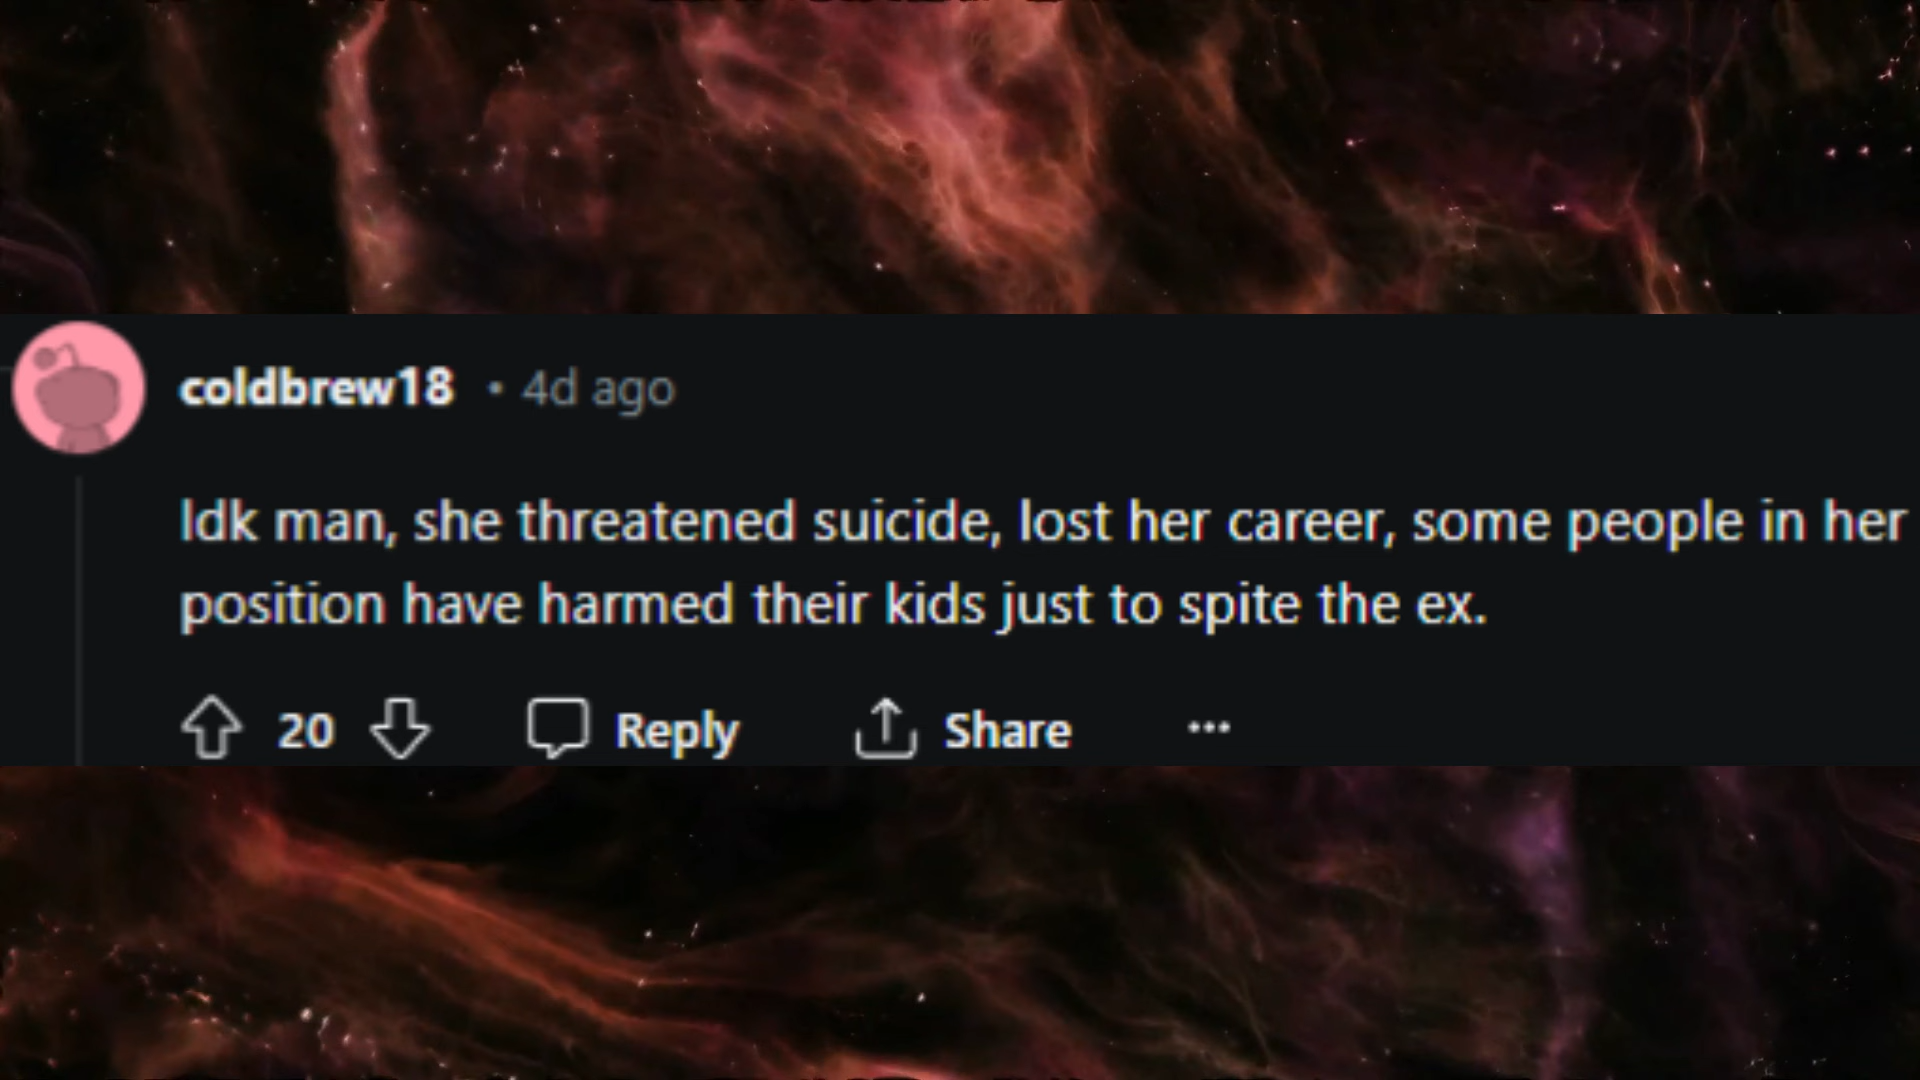 coldbrew18 • 4d ago
Idk man, she threatened suicide, lost her career, some people in her
position have harmed their kids just to spite the ex.
20 Reply Share ...